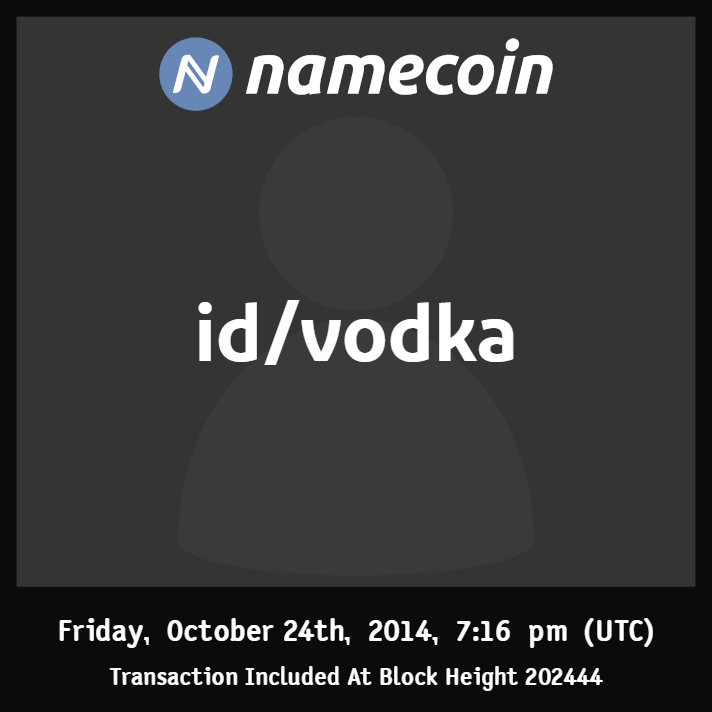 namecoin
id/vodka
Friday, October 24th, 2014, 7:16 pm (UTC)
Transaction Included At Block Height 202444